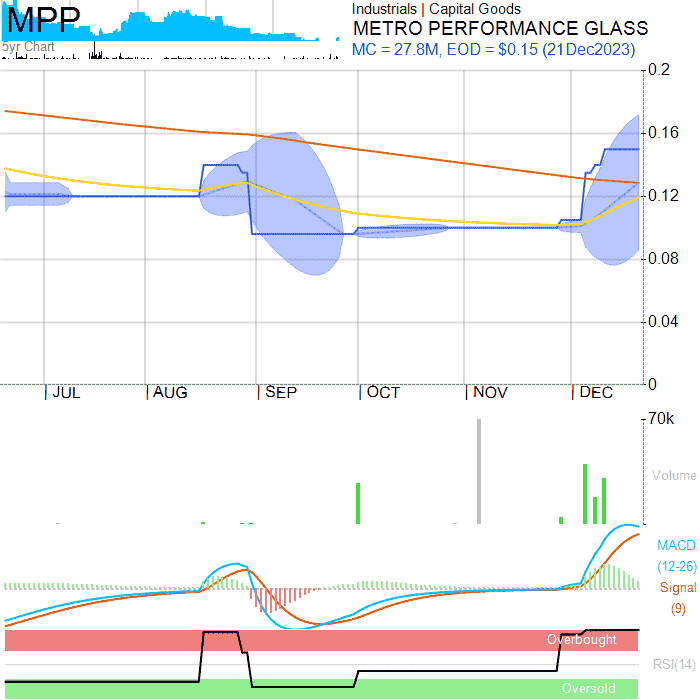 MPP
5yr Chart
Industrials | Capital Goods
METRO PERFORMANCE GLASS
MC = 27.8M, EOD = $0.15 (21Dec2023)
0.2
0.16
0.12
0.08
0.04
0
JUL
AUG
SEP
OCT
NOV
DEC
70k
Volume
MACD
(12-26)
Signal
(9)
Overbought
RSI(14)
Oversold